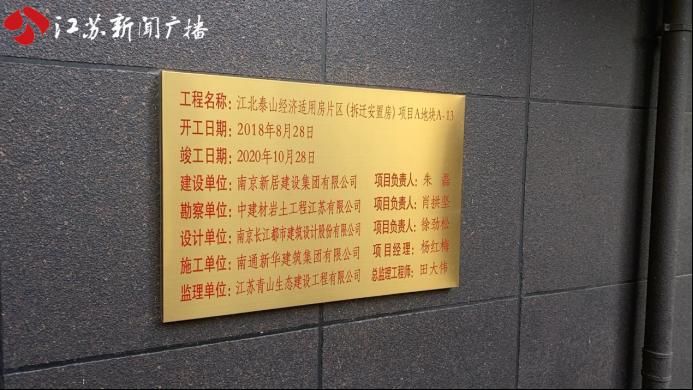 江苏新闻广播
工程名称：江北泰山经济适用房片区（拆迁安置房）项目A地块A-13
开工日期：2018年8月28日
竣工日期：2020年10月28日
建设单位：南京新居建设集团有限公司 项目负责人：朱磊
勘察单位：中建材岩土工程江苏有限公司 项目负责人：肖拱坚
设计单位：南京长江都市建筑设计股份有限公司 项目负责人：徐劲松
施工单位：南通新华建筑集团有限公司 项目经理：杨红梅
监理单位：江苏青山生态建设工程有限公司 总监理工程师：田大伟